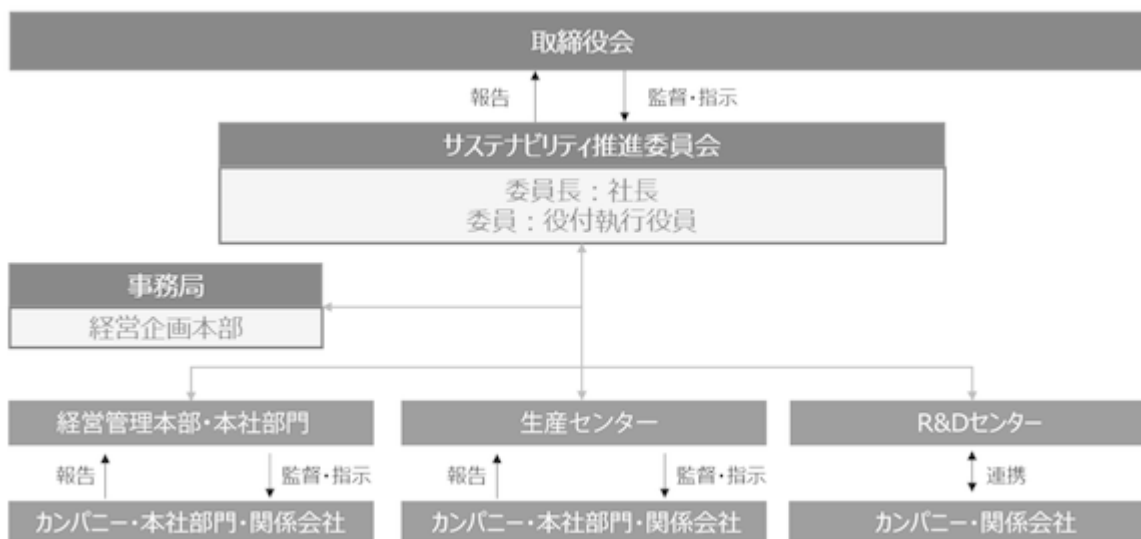 取締役会
報告
監督・指示
サステナビリティ推進委員会
委員長：社長
委員：役付執行役員
事務局
経営企画本部
経営管理本部・本社部門
生産センター
R&Dセンター
報告
監督・指示
報告
監督・指示
連携
カンパニー・本社部門・関係会社
カンパニー・本社部門・関係会社
カンパニー・関係会社